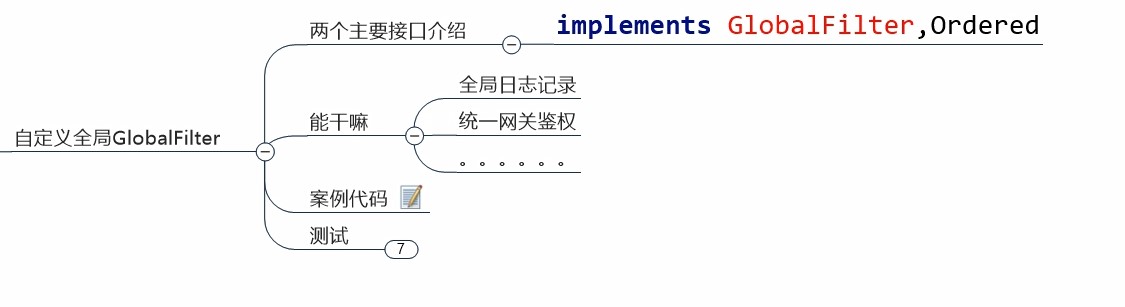 两个主要接口介绍
implements GlobalFilter,Ordered
全局日志记录
能干嘛
统一网关鉴权
自定义全局GlobalFilter
。。。。。。
案例代码
测试
7